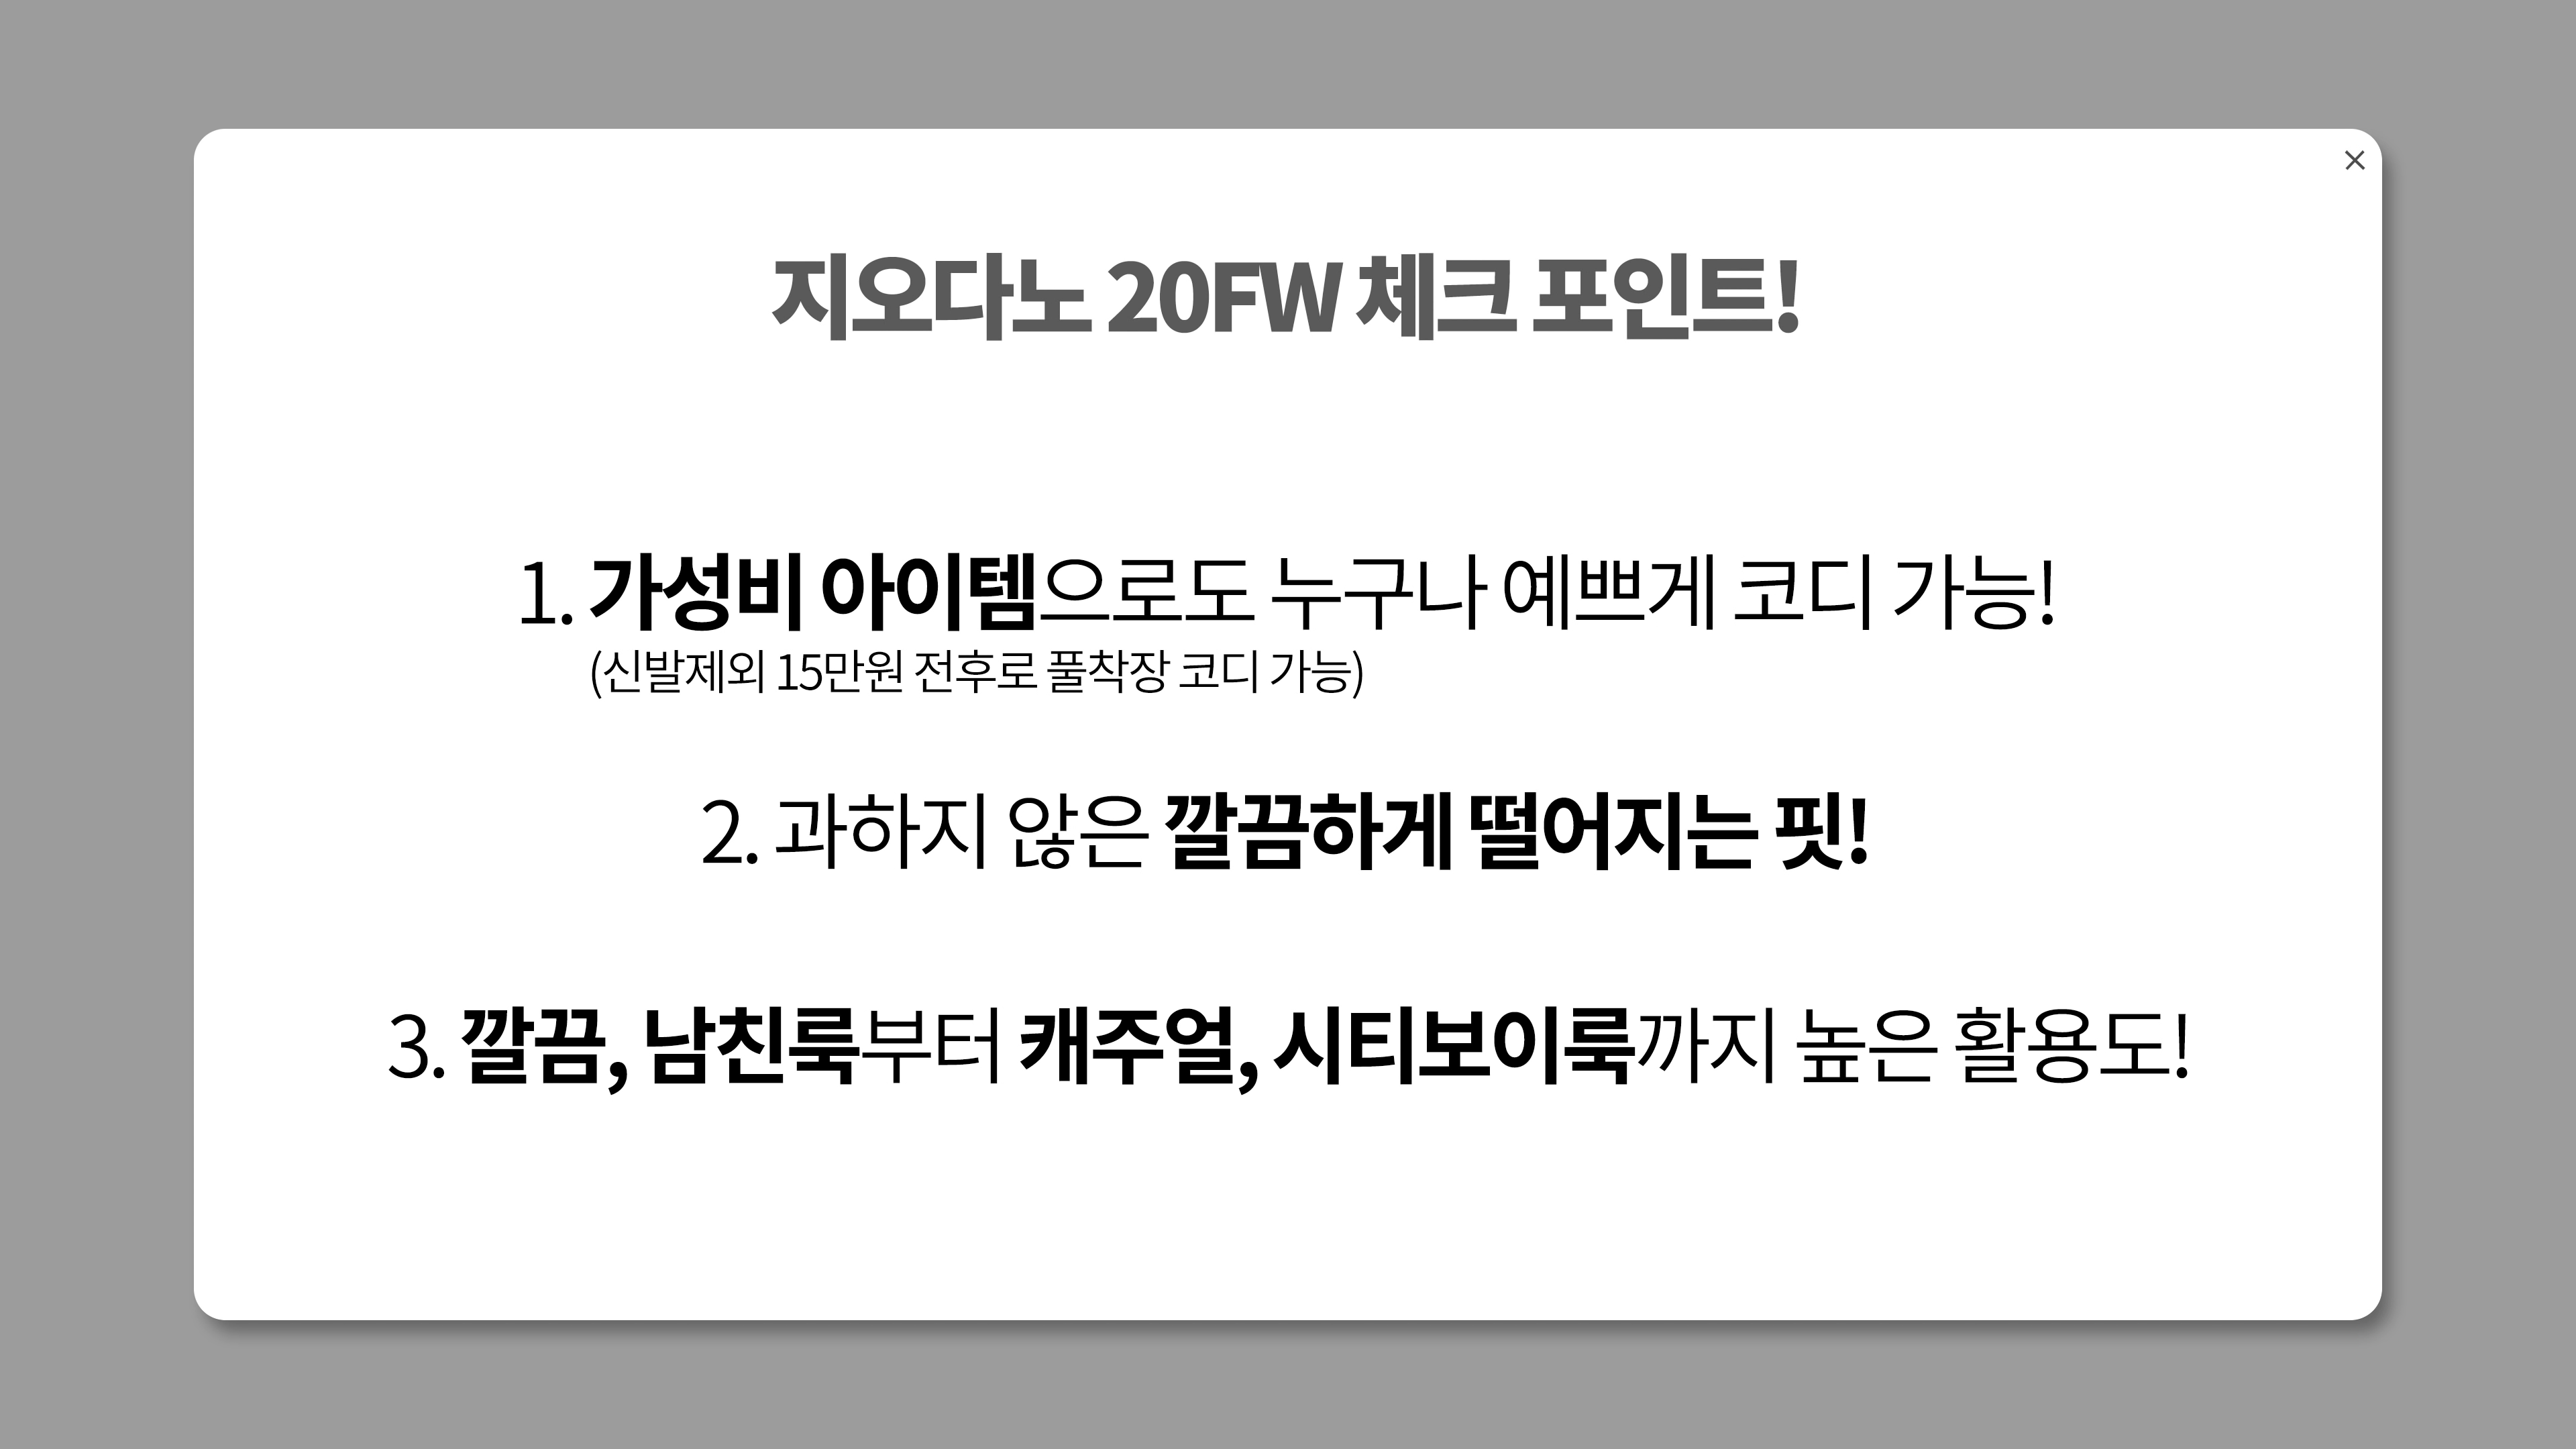 지오다노 20FW 체크 포인트!
1. 가성비 아이템으로도 누구나 예쁘게 코디 가능!
(신발제외 15만원 전후로 풀착장 코디 가능)
2. 과하지 않은 깔끔하게 떨어지는 핏!
3. 깔끔, 남친룩부터 캐주얼, 시티보이룩까지 높은 활용도!